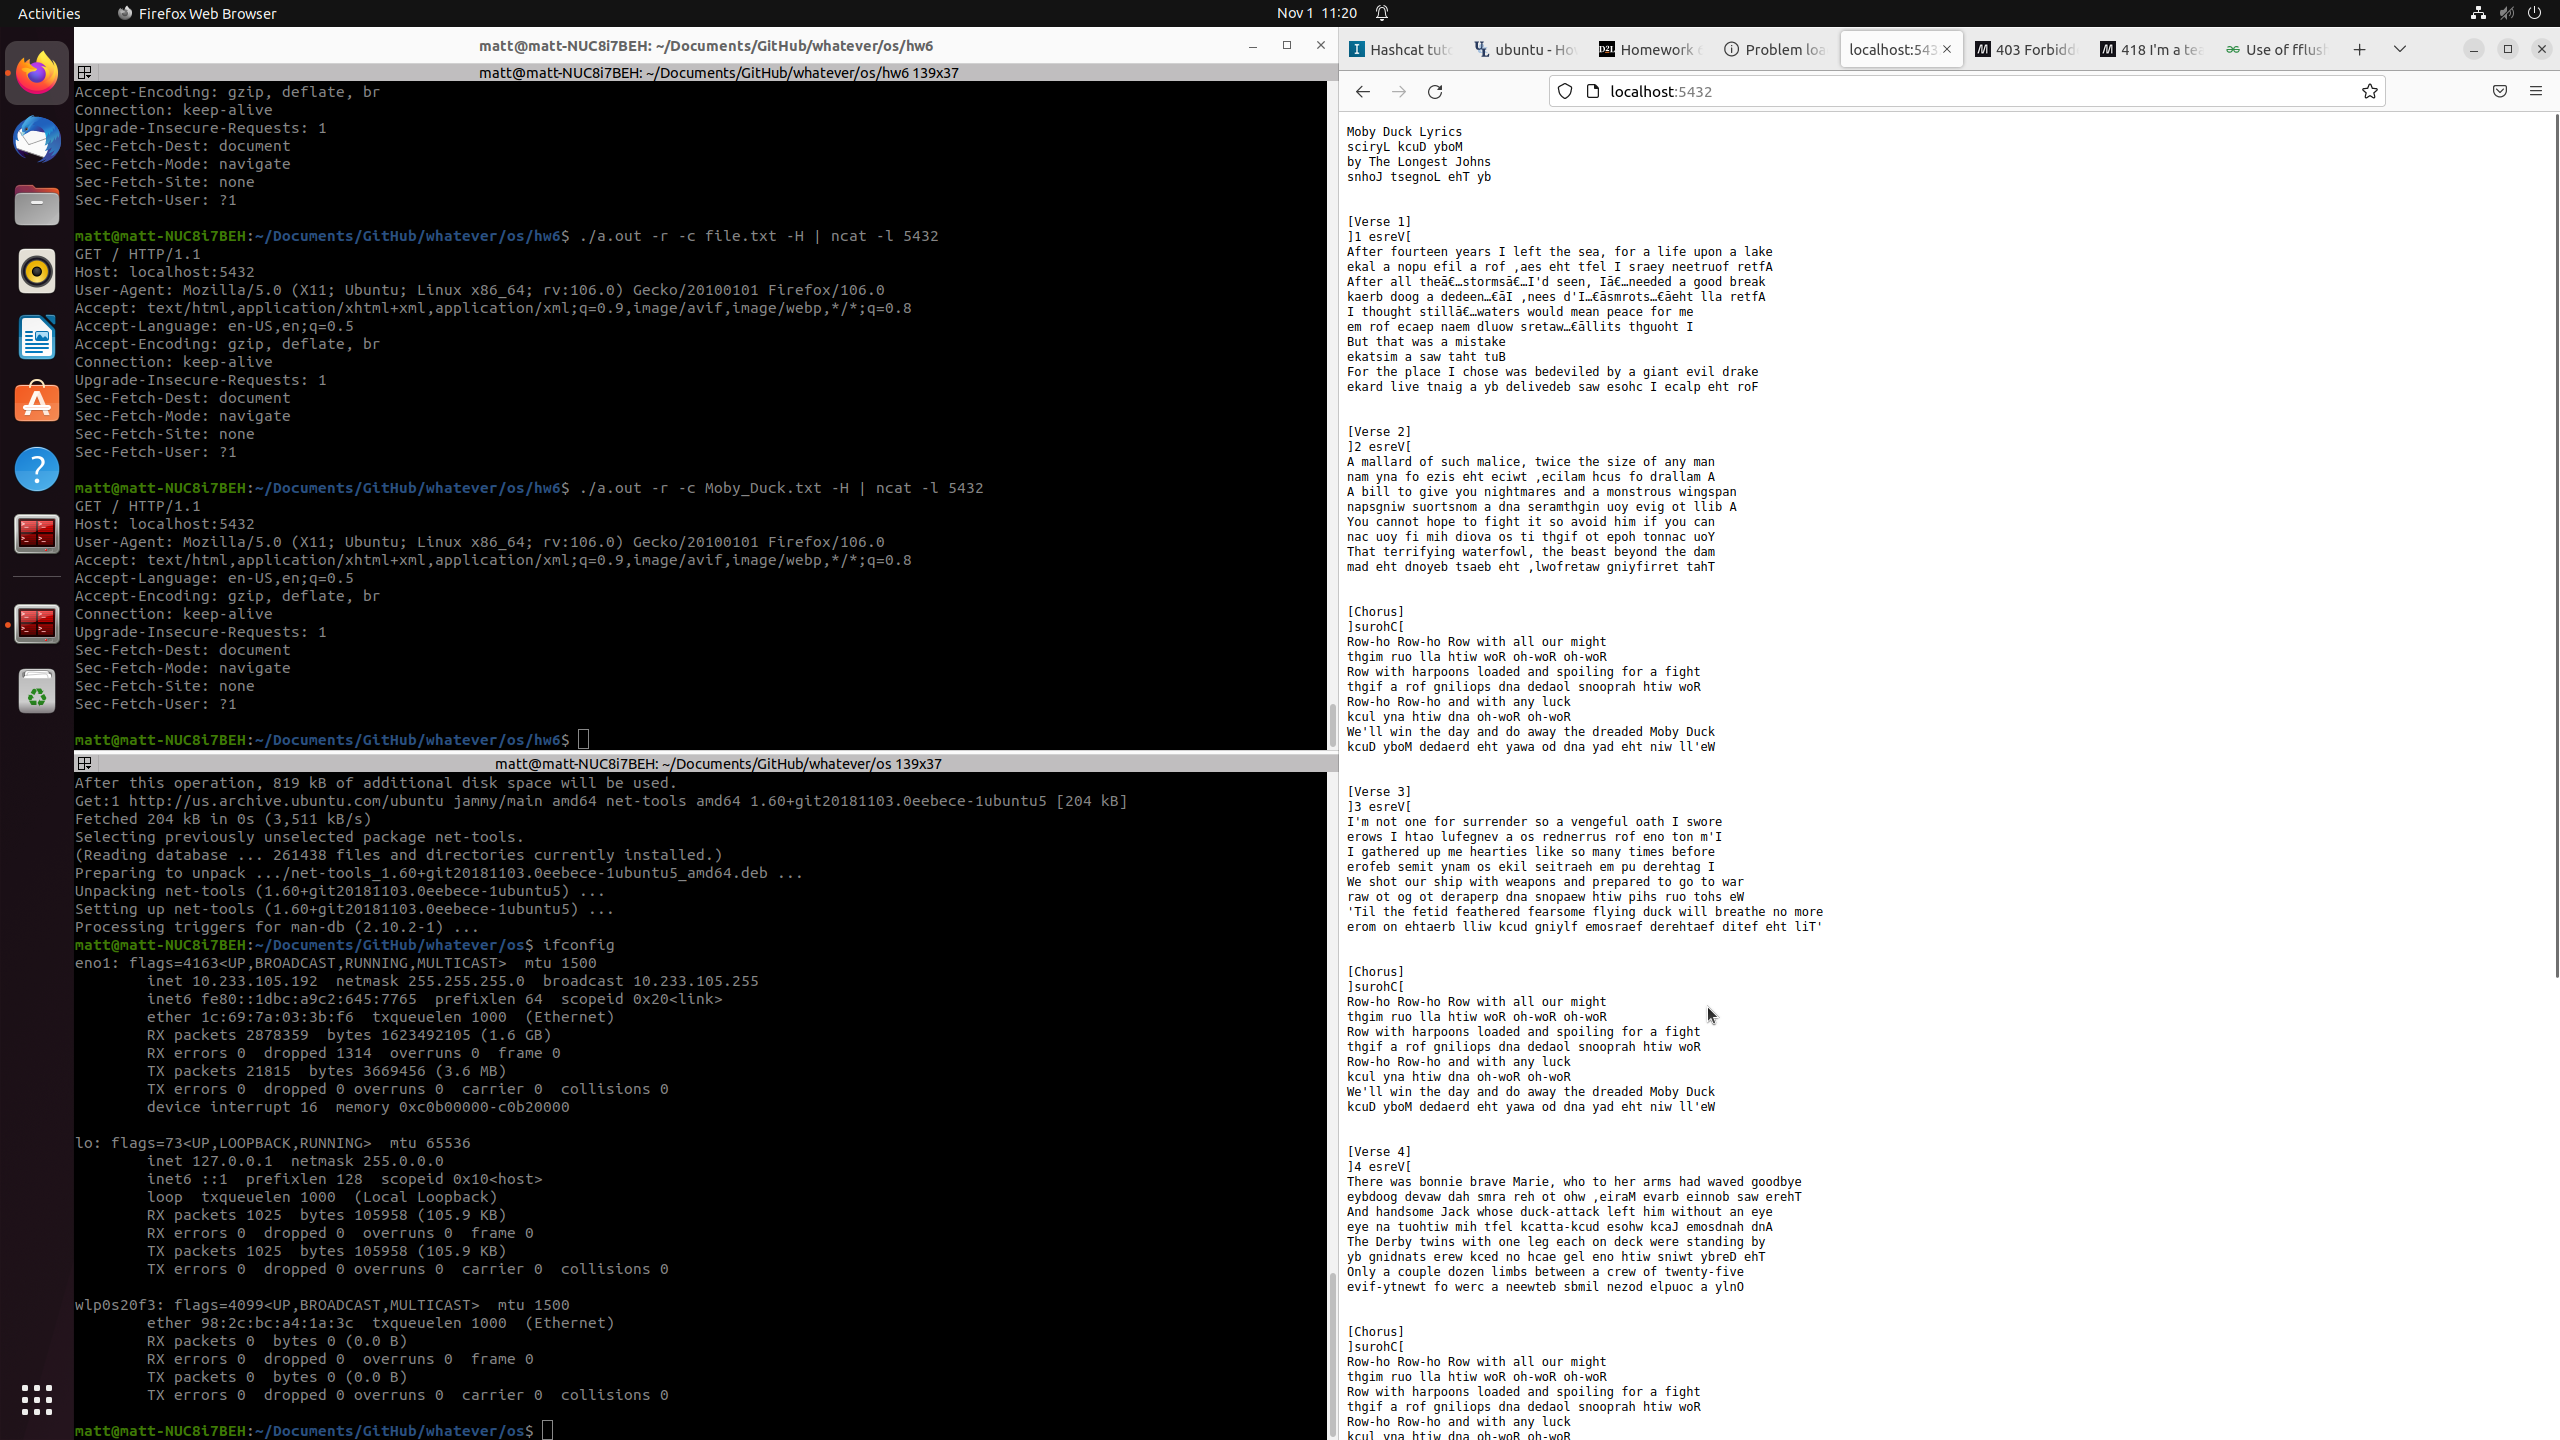 Activities
Firefox Web Browser
Nov 1 11:20
matt@matt-NUC8i7BEH: ~/Documents/GitHub/whatever/os/hw6
matt@matt-NUC8i7BEH: ~/Documents/GitHub/whatever/os/hw6 139x37
Accept-Encoding: gzip, deflate, br
Connection: keep-alive
Upgrade-Insecure-Requests: 1
Sec-Fetch-Dest: document
Sec-Fetch-Mode: navigate
Sec-Fetch-Site: none
Sec-Fetch-User: ?1
matt@matt-NUC8i7BEH:~/Documents/GitHub/whatever/os/hw6$ ./a.out -r -c file.txt -H | ncat -l 5432
GET / HTTP/1.1
Host: localhost:5432
User-Agent: Mozilla/5.0 (X11; Ubuntu; Linux x86_64; rv:106.0) Gecko/20100101 Firefox/106.0
Accept: text/html,application/xhtml+xml,application/xml;q=0.9,image/avif,image/webp,*/*;q=0.8
Accept-Language: en-US,en;q=0.5
Accept-Encoding: gzip, deflate, br
Connection: keep-alive
Upgrade-Insecure-Requests: 1
Sec-Fetch-Dest: document
Sec-Fetch-Mode: navigate
Sec-Fetch-Site: none
Sec-Fetch-User: ?1
matt@matt-NUC8i7BEH:~/Documents/GitHub/whatever/os/hw6$ ./a.out -r -c Moby_Duck.txt -H | ncat -l 5432
GET / HTTP/1.1
Host: localhost:5432
User-Agent: Mozilla/5.0 (X11; Ubuntu; Linux x86_64; rv:106.0) Gecko/20100101 Firefox/106.0
Accept: text/html,application/xhtml+xml,application/xml;q=0.9,image/avif,image/webp,*/*;q=0.8
Accept-Language: en-US,en;q=0.5
Accept-Encoding: gzip, deflate, br
Connection: keep-alive
Upgrade-Insecure-Requests: 1
Sec-Fetch-Dest: document
Sec-Fetch-Mode: navigate
Sec-Fetch-Site: none
Sec-Fetch-User: ?1
matt@matt-NUC8i7BEH:~/Documents/GitHub/whatever/os/hw6$
matt@matt-NUC8i7BEH: ~/Documents/GitHub/whatever/os 139x37
After this operation, 819 kB of additional disk space will be used.
Get:1 http://us.archive.ubuntu.com/ubuntu jammy/main amd64 net-tools amd64 1.60+git20181103.0eebece-1ubuntu5 [204 kB]
Fetched 204 kB in 0s (3,511 kB/s)
Selecting previously unselected package net-tools.
(Reading database ... 261438 files and directories currently installed.)
Preparing to unpack .../net-tools_1.60+git20181103.0eebece-1ubuntu5_amd64.deb ...
Unpacking net-tools (1.60+git20181103.0eebece-1ubuntu5) ...
Setting up net-tools (1.60+git20181103.0eebece-1ubuntu5) ...
Processing triggers for man-db (2.10.2-1) ...
matt@matt-NUC8i7BEH:~/Documents/GitHub/whatever/os$ ifconfig
eno1: flags=4163<UP,BROADCAST,RUNNING,MULTICAST>  mtu 1500
inet 10.233.105.192  netmask 255.255.255.0  broadcast 10.233.105.255
inet6 fe80::1dbc:a9c2:645:7765  prefixlen 64  scopeid 0x20<link>
ether 1c:69:7a:03:3b:f6  txqueuelen 1000  (Ethernet)
RX packets 2878359  bytes 1623492105 (1.6 GB)
RX errors 0  dropped 1314  overruns 0  frame 0
TX packets 21815  bytes 3669456 (3.6 MB)
TX errors 0  dropped 0 overruns 0  carrier 0  collisions 0
device interrupt 16  memory 0xc0b00000-c0b20000
lo: flags=73<UP,LOOPBACK,RUNNING>  mtu 65536
inet 127.0.0.1  netmask 255.0.0.0
inet6 ::1  prefixlen 128  scopeid 0x10<host>
loop  txqueuelen 1000  (Local Loopback)
RX packets 1025  bytes 105958 (105.9 KB)
RX errors 0  dropped 0  overruns 0  frame 0
TX packets 1025  bytes 105958 (105.9 KB)
TX errors 0  dropped 0 overruns 0  carrier 0  collisions 0
wlp0s20f3: flags=4099<UP,BROADCAST,MULTICAST>  mtu 1500
ether 98:2c:bc:a4:1a:3c  txqueuelen 1000  (Ethernet)
RX packets 0  bytes 0 (0.0 B)
RX errors 0  dropped 0  overruns 0  frame 0
TX packets 0  bytes 0 (0.0 B)
TX errors 0  dropped 0 overruns 0  carrier 0  collisions 0
matt@matt-NUC8i7BEH:~/Documents/GitHub/whatever/os$
Hashcat tut
ubuntu - Ho
D2L Homework
Problem loa
localhost:543
403 Forbidd
418 I'm a te
Use of fflus
localhost:5432
Moby Duck Lyrics
sciryL kcuD yboM
by The Longest Johns
snhoJ tsegnoL ehT yb
[Verse 1]
]1 esreV[
After fourteen years I left the sea, for a life upon a lake
ekal a nopu efil a rof ,aes eht tfel I sraey neetruof retfA
After all theâ€…stormsâ€…I'd seen, Iâ€…needed a good break
kaerb doog a dedeen…€âI ,nees d'I…€âsmrots…€âeht lla retfA
I thought stillâ€…waters would mean peace for me
em rof ecaep naem dluow sretaw…€âllits thguoht I
But that was a mistake
ekatsim a saw taht tuB
For the place I chose was bedeviled by a giant evil drake
ekard live tnaig a yb delivedeb saw esohc I ecalp eht roF
[Verse 2]
]2 esreV[
A mallard of such malice, twice the size of any man
nam yna fo ezis eht eciwt ,ecilam hcus fo drallam A
A bill to give you nightmares and a monstrous wingspan
napsgniw suortsnom a dna seramthgin uoy evig ot llib A
You cannot hope to fight it so avoid him if you can
nac uoy fi mih diova os ti thgif ot epoh tonnac uoY
That terrifying waterfowl, the beast beyond the dam
mad eht dnoyeb tsaeb eht ,lwofretaw gniyfirret tahT
[Chorus]
]surohC[
Row-ho Row-ho Row with all our might
thgim ruo lla htiw woR oh-woR oh-woR
Row with harpoons loaded and spoiling for a fight
thgif a rof gniliops dna dedaol snooprah htiw woR
Row-ho Row-ho and with any luck
kcul yna htiw dna oh-woR oh-woR
We'll win the day and do away the dreaded Moby Duck
kcuD yboM dedaerd eht yawa od dna yad eht niw ll'eW
[Verse 3]
]3 esreV[
I'm not one for surrender so a vengeful oath I swore
erows I htao lufegnev a os rednerrus rof eno ton m'I
I gathered up me hearties like so many times before
erofeb semit ynam os ekil seitraeh em pu derehtag I
We shot our ship with weapons and prepared to go to war
raw ot og ot deraperp dna snopaew htiw pihs ruo tohs eW
'Til the fetid feathered fearsome flying duck will breathe no more
erom on ehtaerb lliw kcud gniylf emosraef derehtaef ditef eht liT'
[Chorus]
]surohC[
Row-ho Row-ho Row with all our might
thgim ruo lla htiw woR oh-woR oh-woR
Row with harpoons loaded and spoiling for a fight
thgif a rof gniliops dna dedaol snooprah htiw woR
Row-ho Row-ho and with any luck
kcul yna htiw dna oh-woR oh-woR
We'll win the day and do away the dreaded Moby Duck
kcuD yboM dedaerd eht yawa od dna yad eht niw ll'eW
[Verse 4]
]4 esreV[
There was bonnie brave Marie, who to her arms had waved goodbye
eybdoog devaw dah smra reh ot ohw ,eiraM evarb einnob saw erehT
And handsome Jack whose duck-attack left him without an eye
eye na tuohtiw mih tfel kcatta-kcud esohw kcaJ emosdnah dnA
The Derby twins with one leg each on deck were standing by
yb gnidnats erew kced no hcae gel eno htiw sniwt ybreD ehT
Only a couple dozen limbs between a crew of twenty-five
evif-ytnewt fo werc a neewteb sbmil nezod elpuoc a ylnO
[Chorus]
]surohC[
Row-ho Row-ho Row with all our might
thgim ruo lla htiw woR oh-woR oh-woR
Row with harpoons loaded and spoiling for a fight
thgif a rof gniliops dna dedaol snooprah htiw woR
Row-ho Row-ho and with any luck
kcul yna htiw dna oh-woR oh-woR